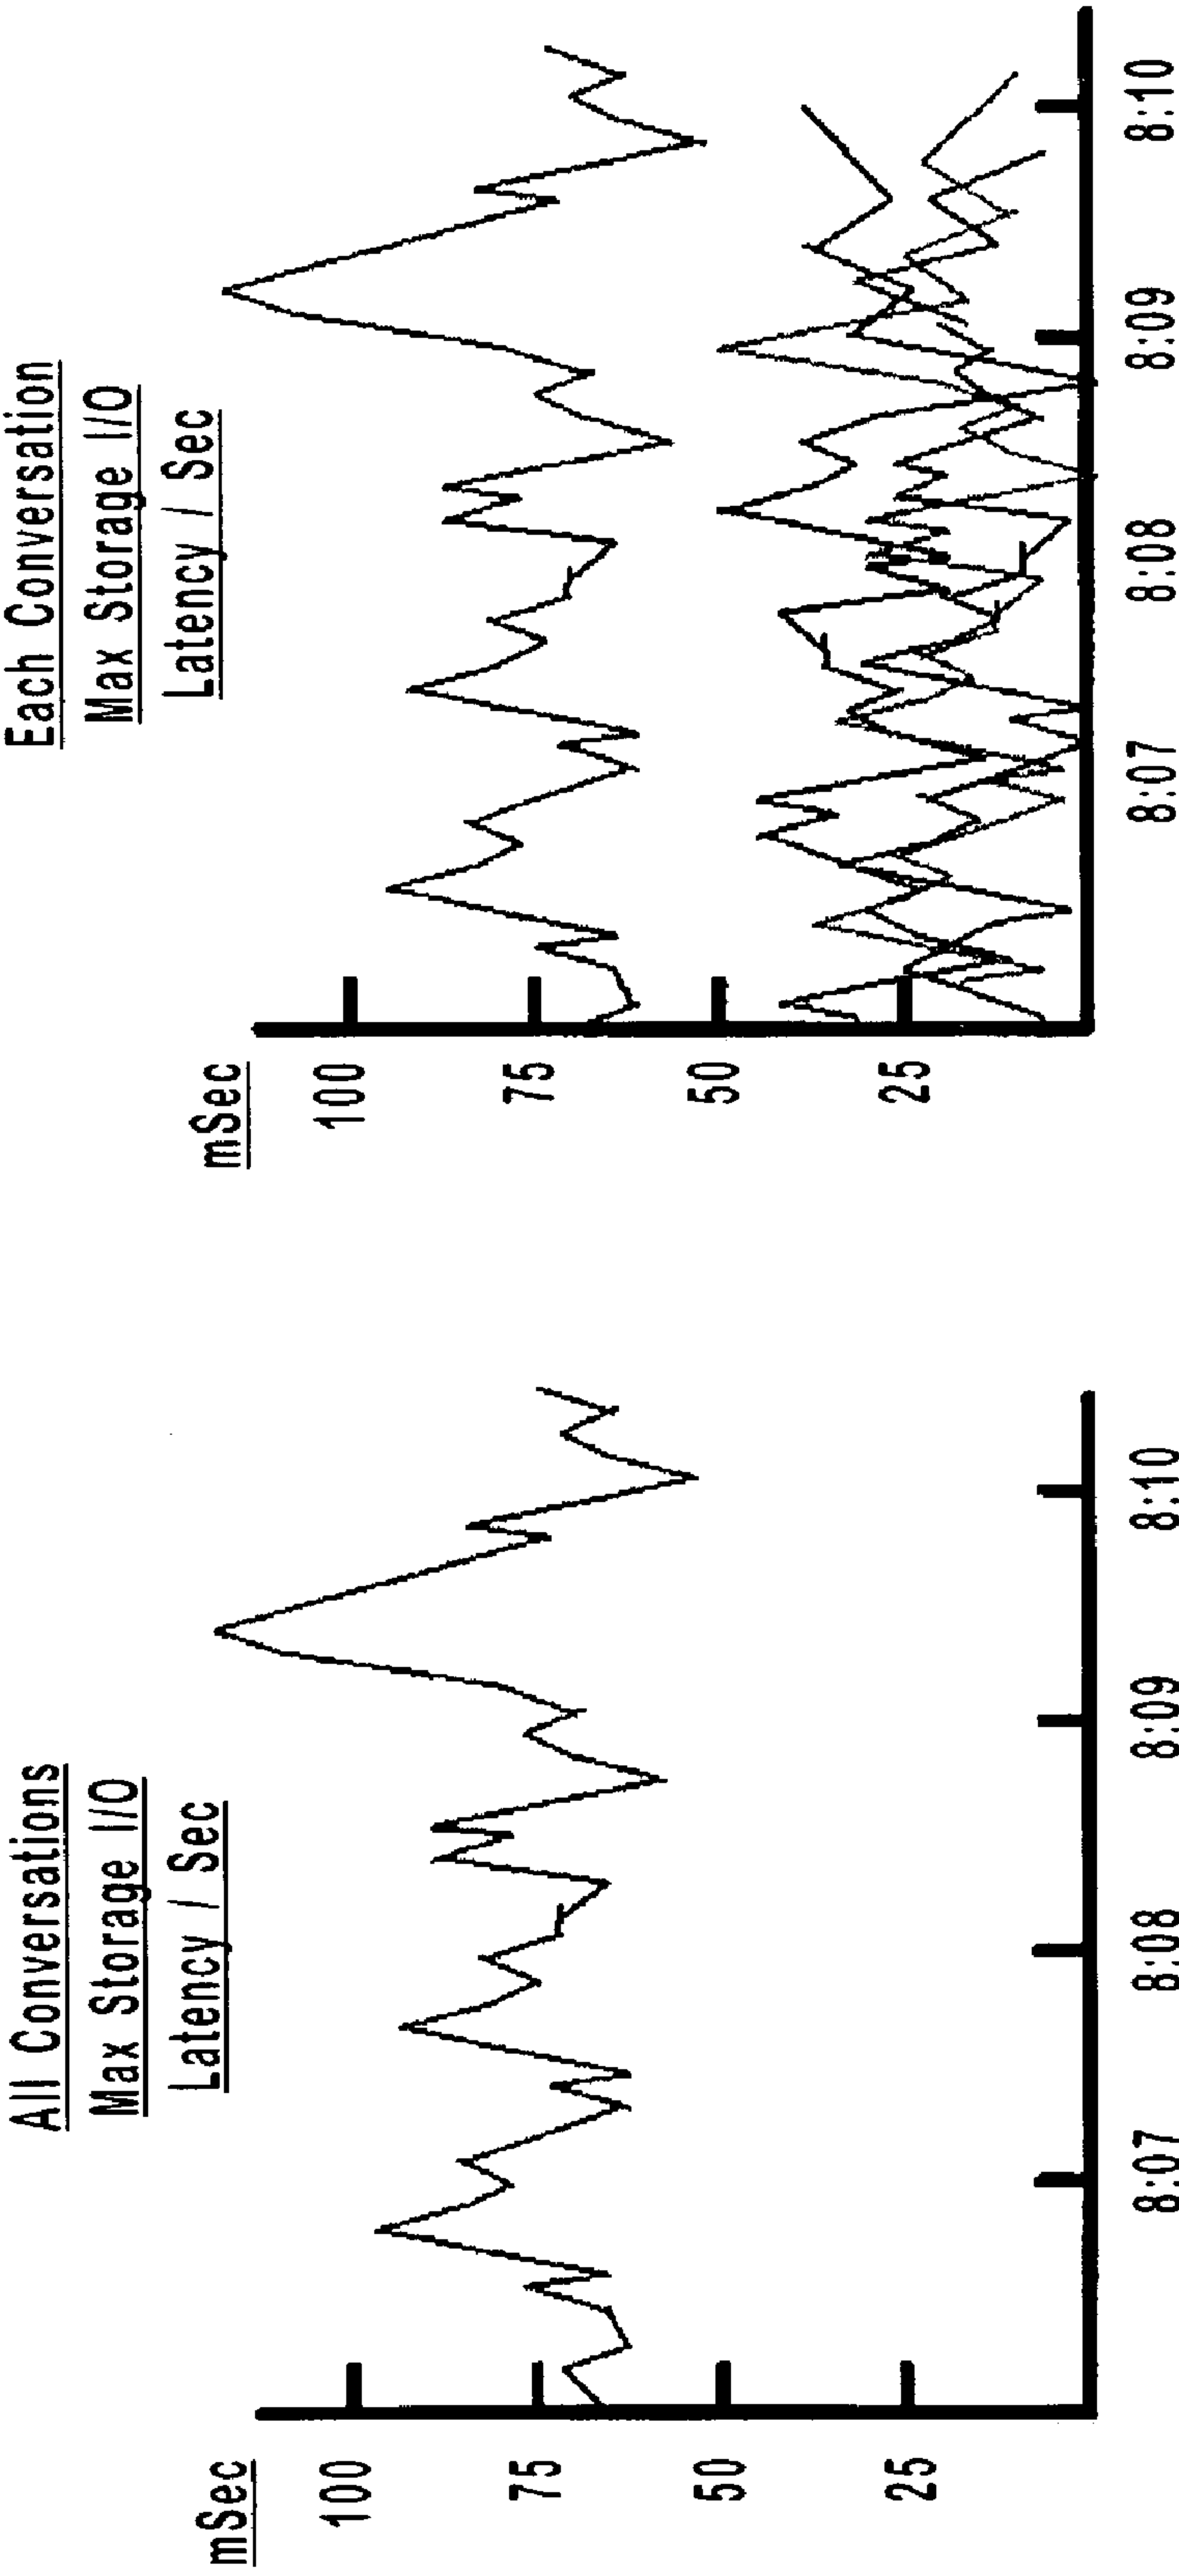 All Conversations
Max Storage I/O
Latency / Sec
mSec
100
75
50
25
8:07
8:08
8:09
8:10
Each Conversation
Max Storage I/O
Latency / Sec
mSec
100
75
50
25
8:07
8:08
8:09
8:10